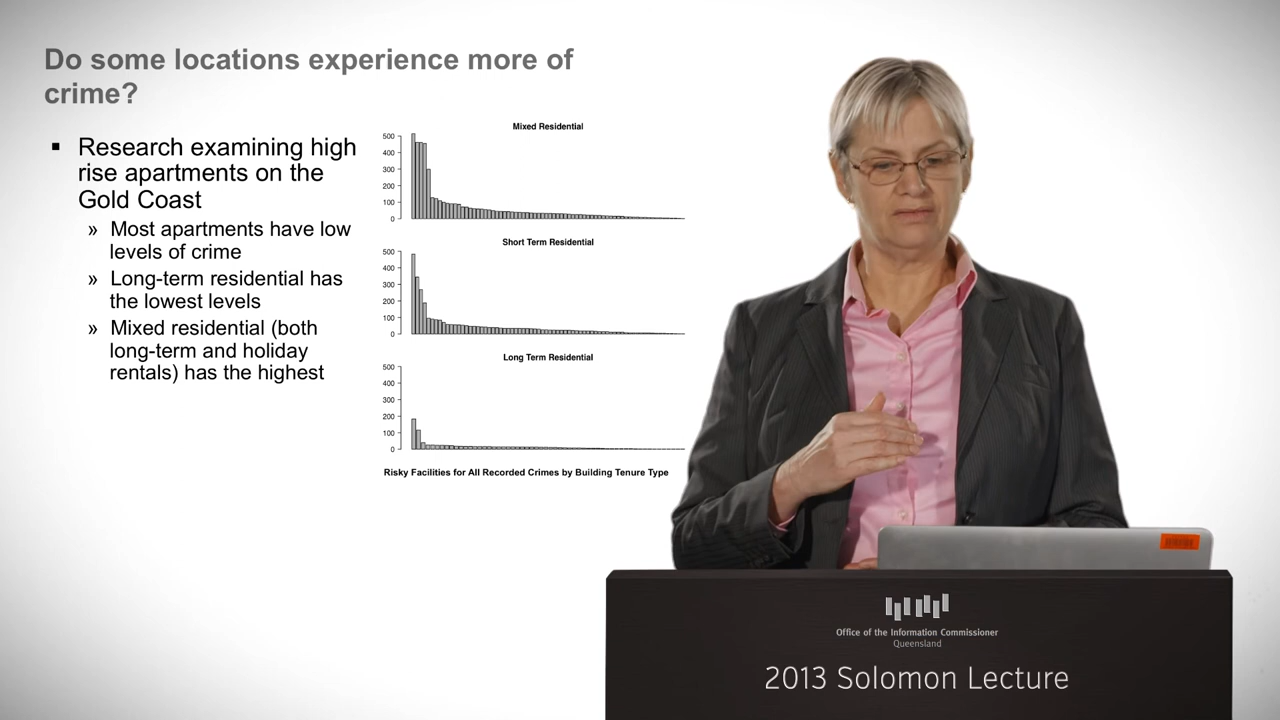 Do some locations experience more of
crime?
▪ Research examining high
rise apartments on the
Gold Coast
» Most apartments have low
levels of crime
» Long-term residential has
the lowest levels
» Mixed residential (both
long-term and holiday
rentals) has the highest
Mixed Residential
500
400
300
200
100
0
Short Term Residential
500
400
300
200
100
0
Long Term Residential
500
400
300
200
100
0
Risky Facilities for All Recorded Crimes by Building Tenure Type
Office of the Information Commissioner
Queensland
2013 Solomon Lecture